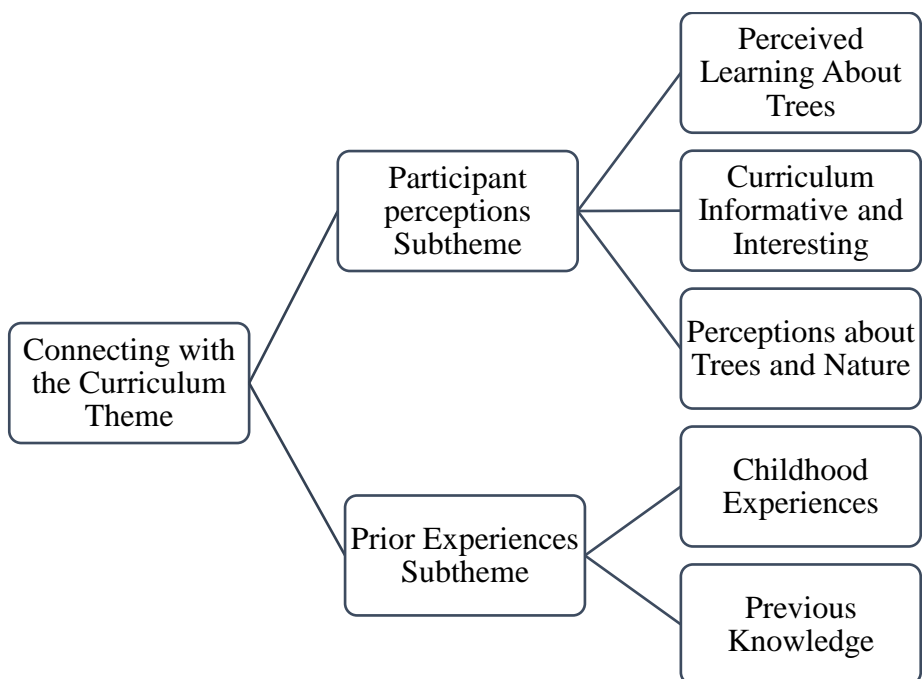 Connecting with
the Curriculum
Theme
Participant
perceptions
Subtheme
Perceived
Learning About
Trees
Curriculum
Informative and
Interesting
Perceptions about
Trees and Nature
Prior Experiences
Subtheme
Childhood
Experiences
Previous
Knowledge